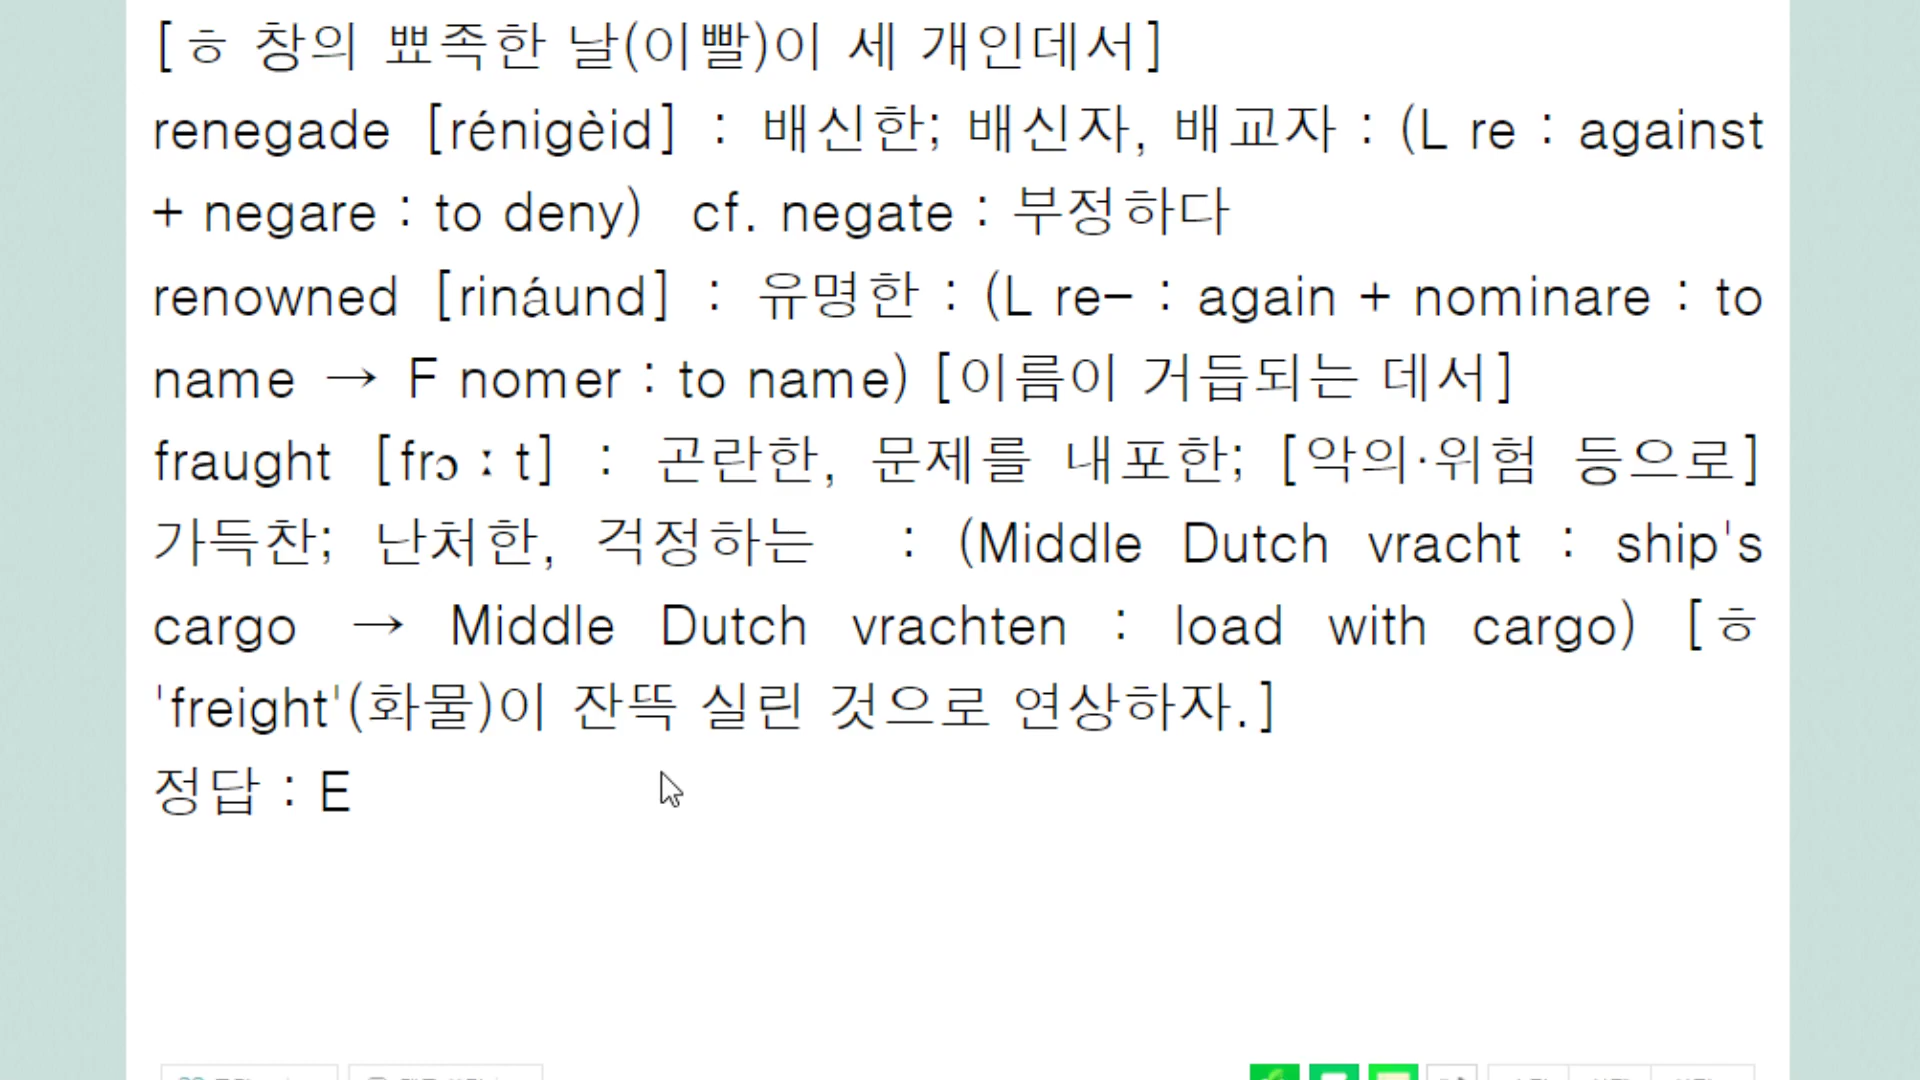 [ㅎ 창의 뾰족한 날(이빨)이 세 개인데서]
renegade [rénigèid] : 배신한; 배신자, 배교자 : (L re : against
+ negare : to deny) cf. negate : 부정하다
renowned [rináund] : 유명한 : (L re- : again + nominare : to
name → F nomer : to name) [이름이 거듭되는 데서]
fraught [frɔ : t] : 곤란한, 문제를 내포한; [악의·위험 등으로]
가득찬; 난처한, 걱정하는 : (Middle Dutch vracht : ship's
cargo → Middle Dutch vrachten : load with cargo) [ㅎ
'freight'(화물)이 잔뜩 실린 것으로 연상하자.]
정답 : E